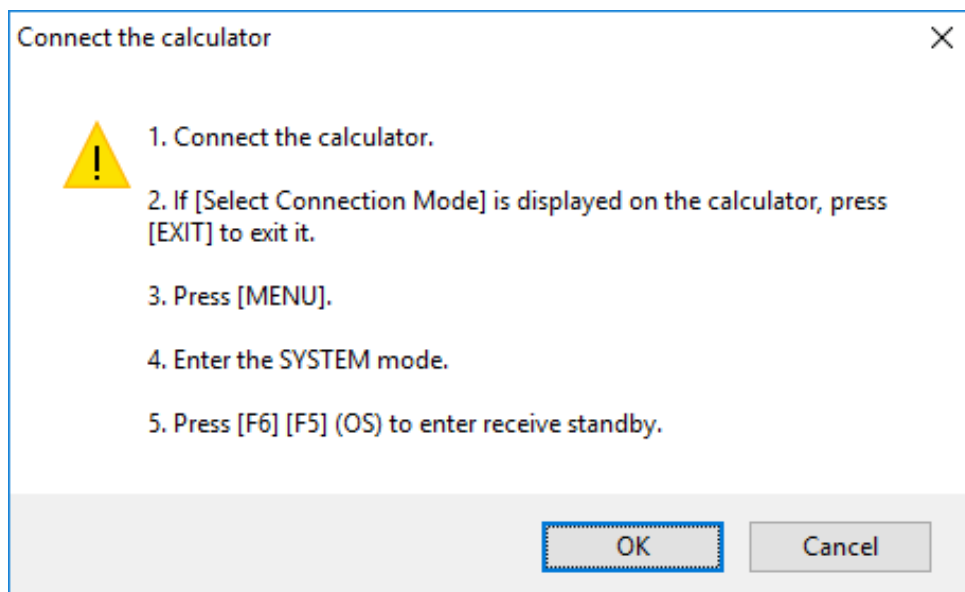 Connect the calculator
1. Connect the calculator.
2. If [Select Connection Mode] is displayed on the calculator, press
[EXIT] to exit it.
3. Press [MENU].
4. Enter the SYSTEM mode.
5. Press [F6] [F5] (OS) to enter receive standby.
OK
Cancel